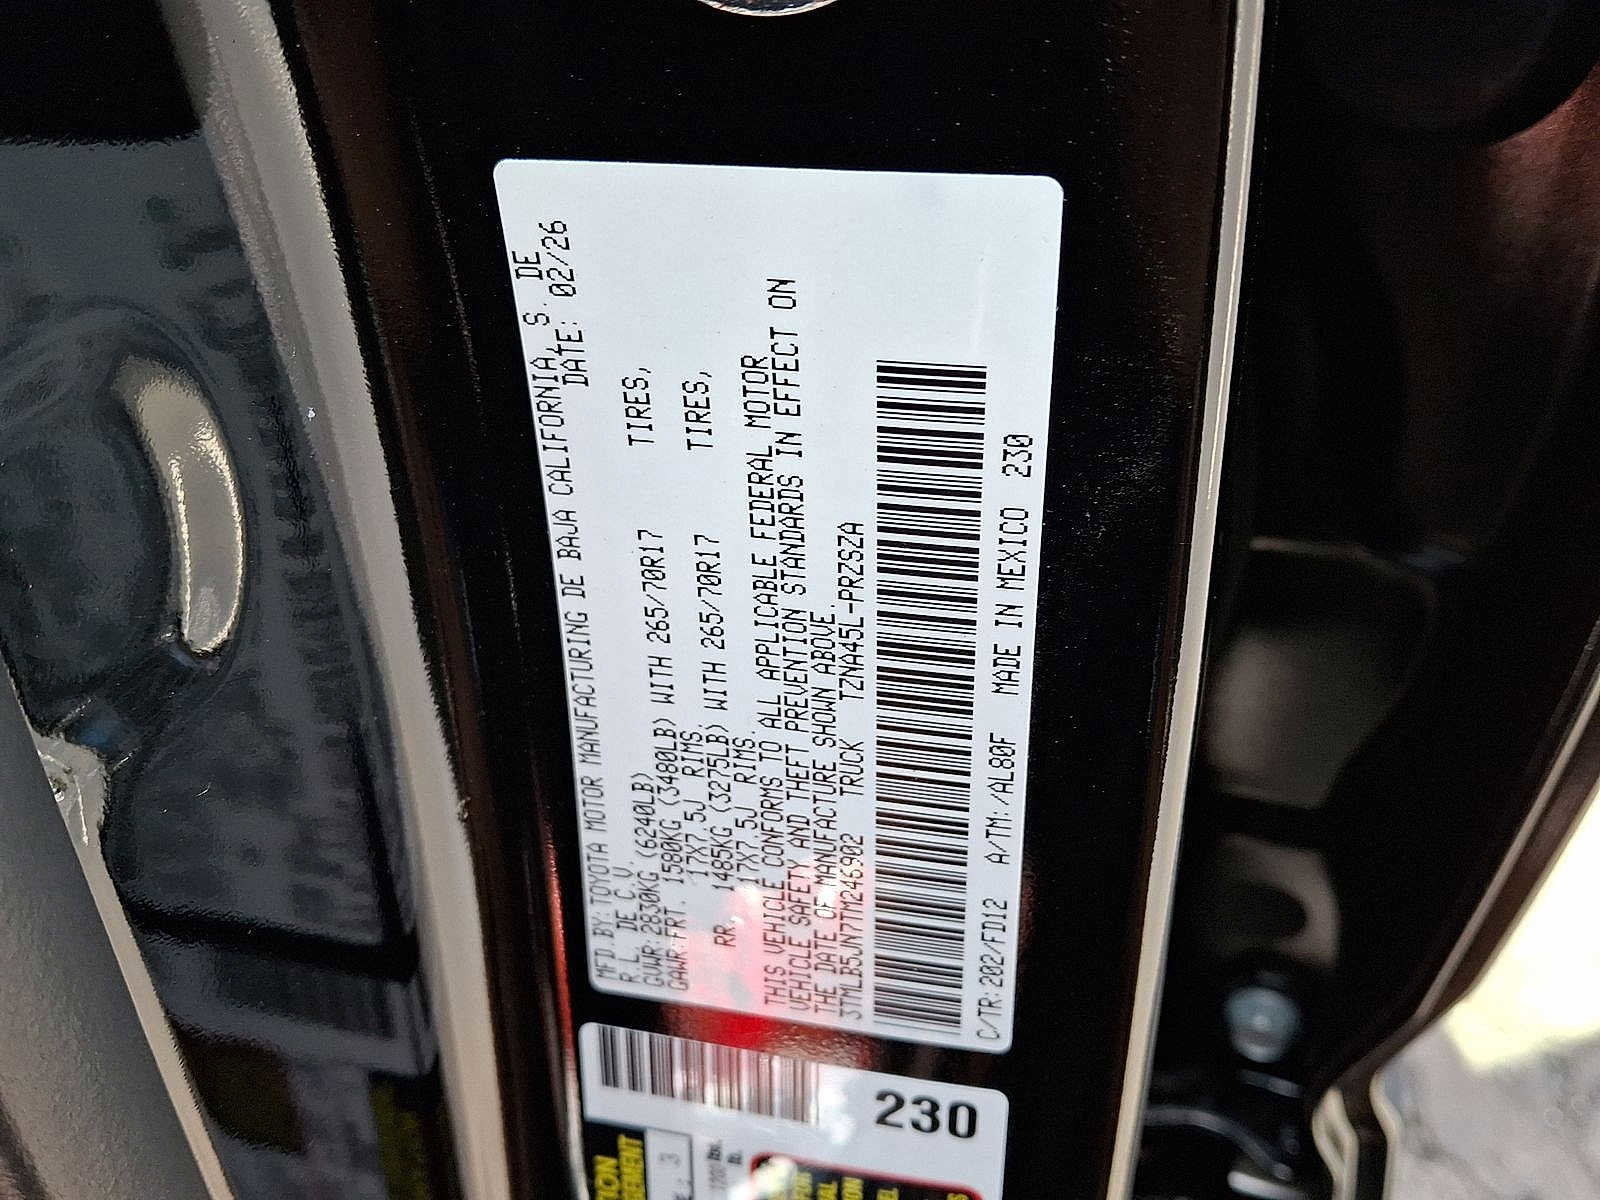 MFD.BY:TOYOTA MOTOR MANUFACTURING DE BAJA CALIFORNIA, S. DE
R.L. DE C.V. DATE: 02/26
GVWR:2830KG (6240LB)
GAWR:FRT. 1580KG (3480LB) WITH 265/70R17 TIRES,
17X7.5J RIMS.
RR. 1485KG (3275LB) WITH 265/70R17 TIRES,
17X7.5J RIMS.
THIS VEHICLE CONFORMS TO ALL APPLICABLE FEDERAL MOTOR
VEHICLE SAFETY AND THEFT PREVENTION STANDARDS IN EFFECT ON
THE DATE OF MANUFACTURE SHOWN ABOVE.
3TMLB5JN7TM246902 TRUCK TZNA45L-PRZSZA
C/TR:202/FD12 A/TM:/AL80F MADE IN MEXICO 230
230
3